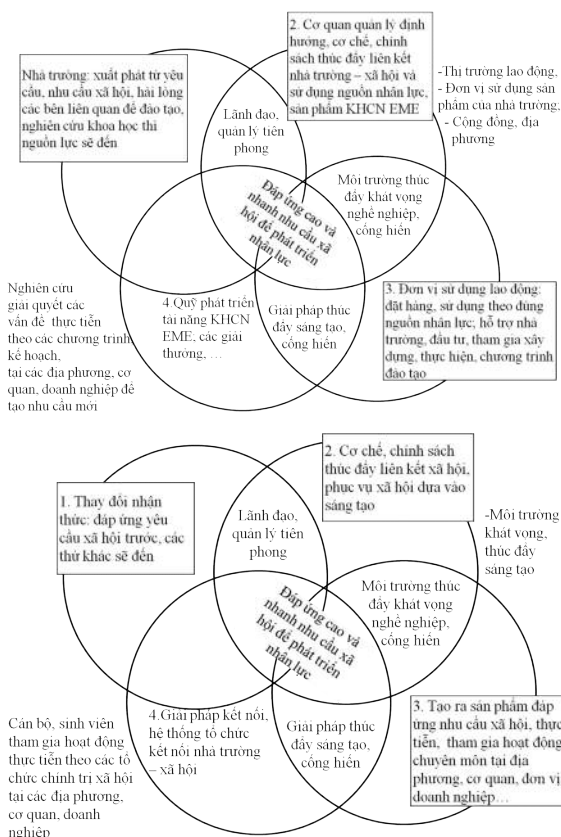 Nhà trường: xuất phát từ yêu
cầu, nhu cầu xã hội, hài lòng
các bên liên quan để đào tạo,
nghiên cứu khoa học thì
nguồn lực sẽ đến
2. Cơ quan quản lý định
hướng, cơ chế, chính
sách thúc đẩy liên kết
nhà trường – xã hội và
sử dụng nguồn nhân lực,
sản phẩm KHCN EME
-Thị trường lao động,
- Đơn vị sử dụng sản
phẩm của nhà trường,
- Cộng đồng, địa
phương
Lãnh đạo,
quản lý tiên
phong
Đáp ứng cao và
nhanh nhu cầu xã
hội để phát triển
nhân lực
Môi trường thúc
đẩy khát vọng
nghề nghiệp,
cống hiến
Nghiên cứu
giải quyết các
vấn đề thực tiễn
theo các chương trình
kế hoạch,
tại các địa phương, cơ
quan, doanh nghiệp để
tạo nhu cầu mới
4.Quỹ phát triển
tài năng KHCN
EME, các giải
thưởng, …
Giải pháp thúc
đẩy sáng tạo,
cống hiến
3. Đơn vị sử dụng lao động:
đặt hàng, sử dụng theo đúng
nguồn nhân lực, hỗ trợ nhà
trường, đầu tư, tham gia xây
dựng, thực hiện, chương trình
đào tạo
1. Thay đổi nhận
thức: đáp ứng yêu
cầu xã hội trước, các
thứ khác sẽ đến
2. Cơ chế, chính sách
thúc đẩy liên kết xã hội,
phục vụ xã hội dựa vào
sáng tạo
-Môi trường
khát vọng,
thúc đẩy
sáng tạo
Lãnh đạo,
quản lý tiên
phong
Đáp ứng cao và
nhanh nhu cầu xã
hội để phát triển
nhân lực
Môi trường thúc
đẩy khát vọng
nghề nghiệp,
cống hiến
Cán bộ, sinh viên
tham gia hoạt động
thực tiễn theo các tổ
chức chính trị xã hội
tại các địa phương,
cơ quan, doanh
nghiệp
4.Giải pháp kết nối,
hệ thống tổ chức
kết nối nhà trường
– xã hội
Giải pháp thúc
đẩy sáng tạo,
cống hiến
3. Tạo ra sản phẩm đáp
ứng nhu cầu xã hội, thực
tiễn, tham gia hoạt động
chuyên môn tại địa
phương, cơ quan, đơn vị,
doanh nghiệp…